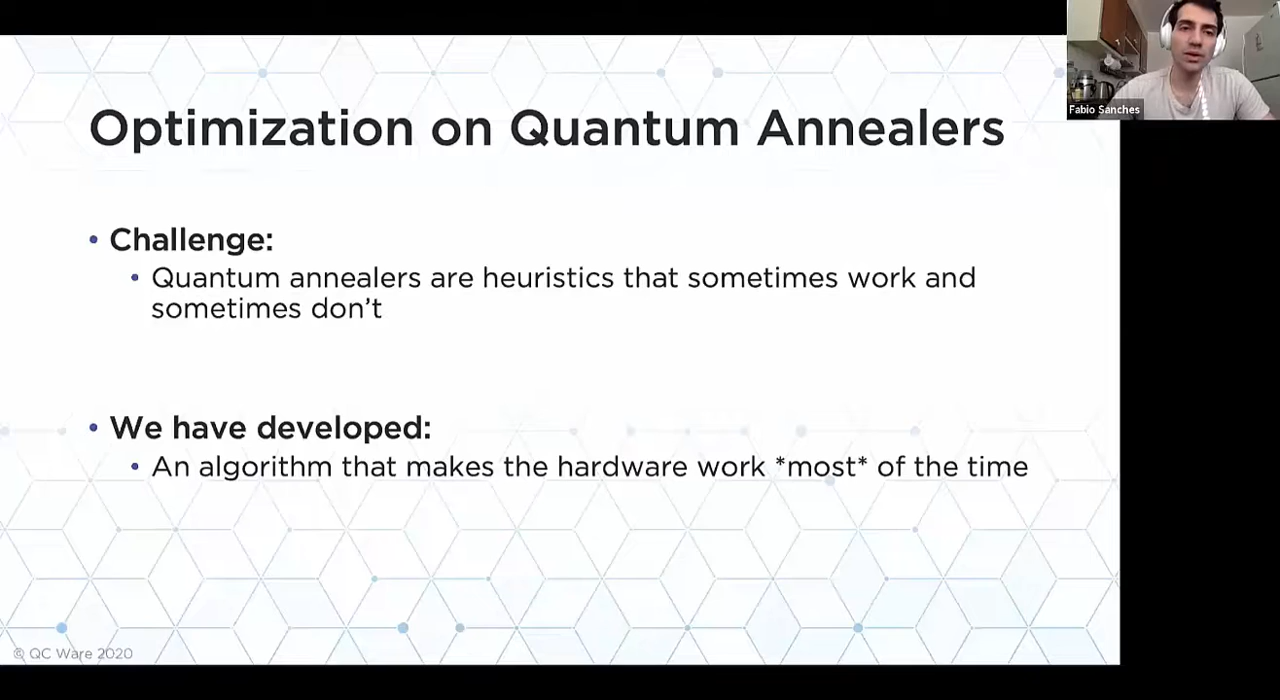 Fabio Sanches
Optimization on Quantum Annealers
• Challenge:
• Quantum annealers are heuristics that sometimes work and
sometimes don’t
• We have developed:
• An algorithm that makes the hardware work *most* of the time
© QC Ware 2020